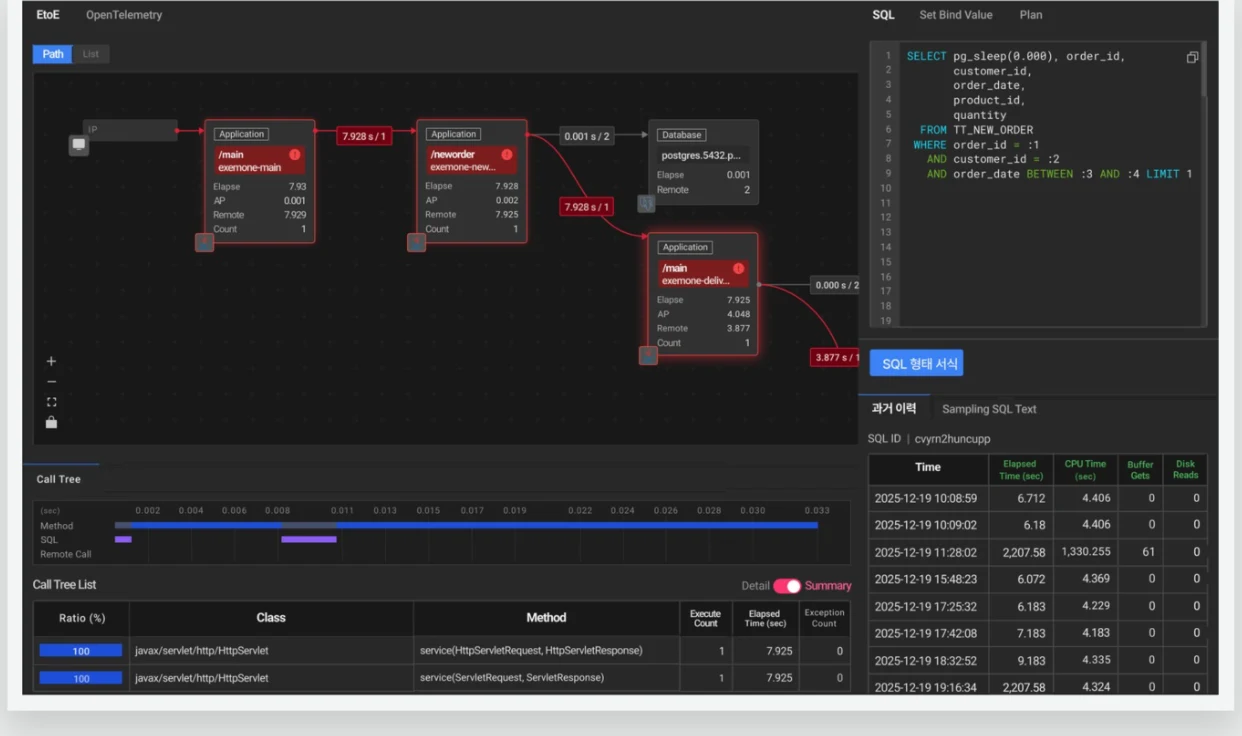 EtoE OpenTelemetry
Path List
IP
Application
/main
exemone-main
Elapse 7.93
AP 0.001
Remote 7.929
Count 1
7.928 s / 1
Application
/neworder
exemone-new...
Elapse 7.928
AP 0.002
Remote 7.925
Count 1
0.001 s / 2
Database
postgres.5432.p...
Elapse 0.001
Remote 2
7.928 s / 1
Application
/main
exemone-deliv...
Elapse 7.925
AP 4.048
Remote 3.877
Count 1
0.000 s / 2
3.877 s / 1
Call Tree
(sec) 0.002 0.004 0.006 0.008 0.011 0.013 0.015 0.017 0.019 0.022 0.024 0.026 0.028 0.030 0.033
Method
SQL
Remote Call
Call Tree List Detail Summary
Ratio (%) Class Method Execute Count Elapsed Time (sec) Exception Count
100 javax/servlet/http/HttpServlet service(HttpServletRequest, HttpServletResponse) 1 7.925 0
100 javax/servlet/http/HttpServlet service(ServletRequest, ServletResponse) 1 7.925 0
SQL Set Bind Value Plan
1 SELECT pg_sleep(0.000), order_id,
2 customer_id,
3 order_date,
4 product_id,
5 quantity
6 FROM TT_NEW_ORDER
7 WHERE order_id = :1
8 AND customer_id = :2
9 AND order_date BETWEEN :3 AND :4 LIMIT 1
10
11
12
13
14
15
16
17
18
19
SQL 형태 서식
과거 이력 Sampling SQL Text
SQL ID | cvyrn2huncupp
Time Elapsed Time (sec) CPU Time (sec) Buffer Gets Disk Reads
2025-12-19 10:08:59 6.712 4.406 0 0
2025-12-19 10:09:02 6.18 4.406 0 0
2025-12-19 11:28:02 2,207.58 1,330.255 61 0
2025-12-19 15:48:23 6.072 4.369 0 0
2025-12-19 17:25:32 6.183 4.229 0 0
2025-12-19 17:42:08 7.183 4.183 0 0
2025-12-19 18:32:52 9.183 4.335 0 0
2025-12-19 19:16:34 2,207.58 4.324 0 0